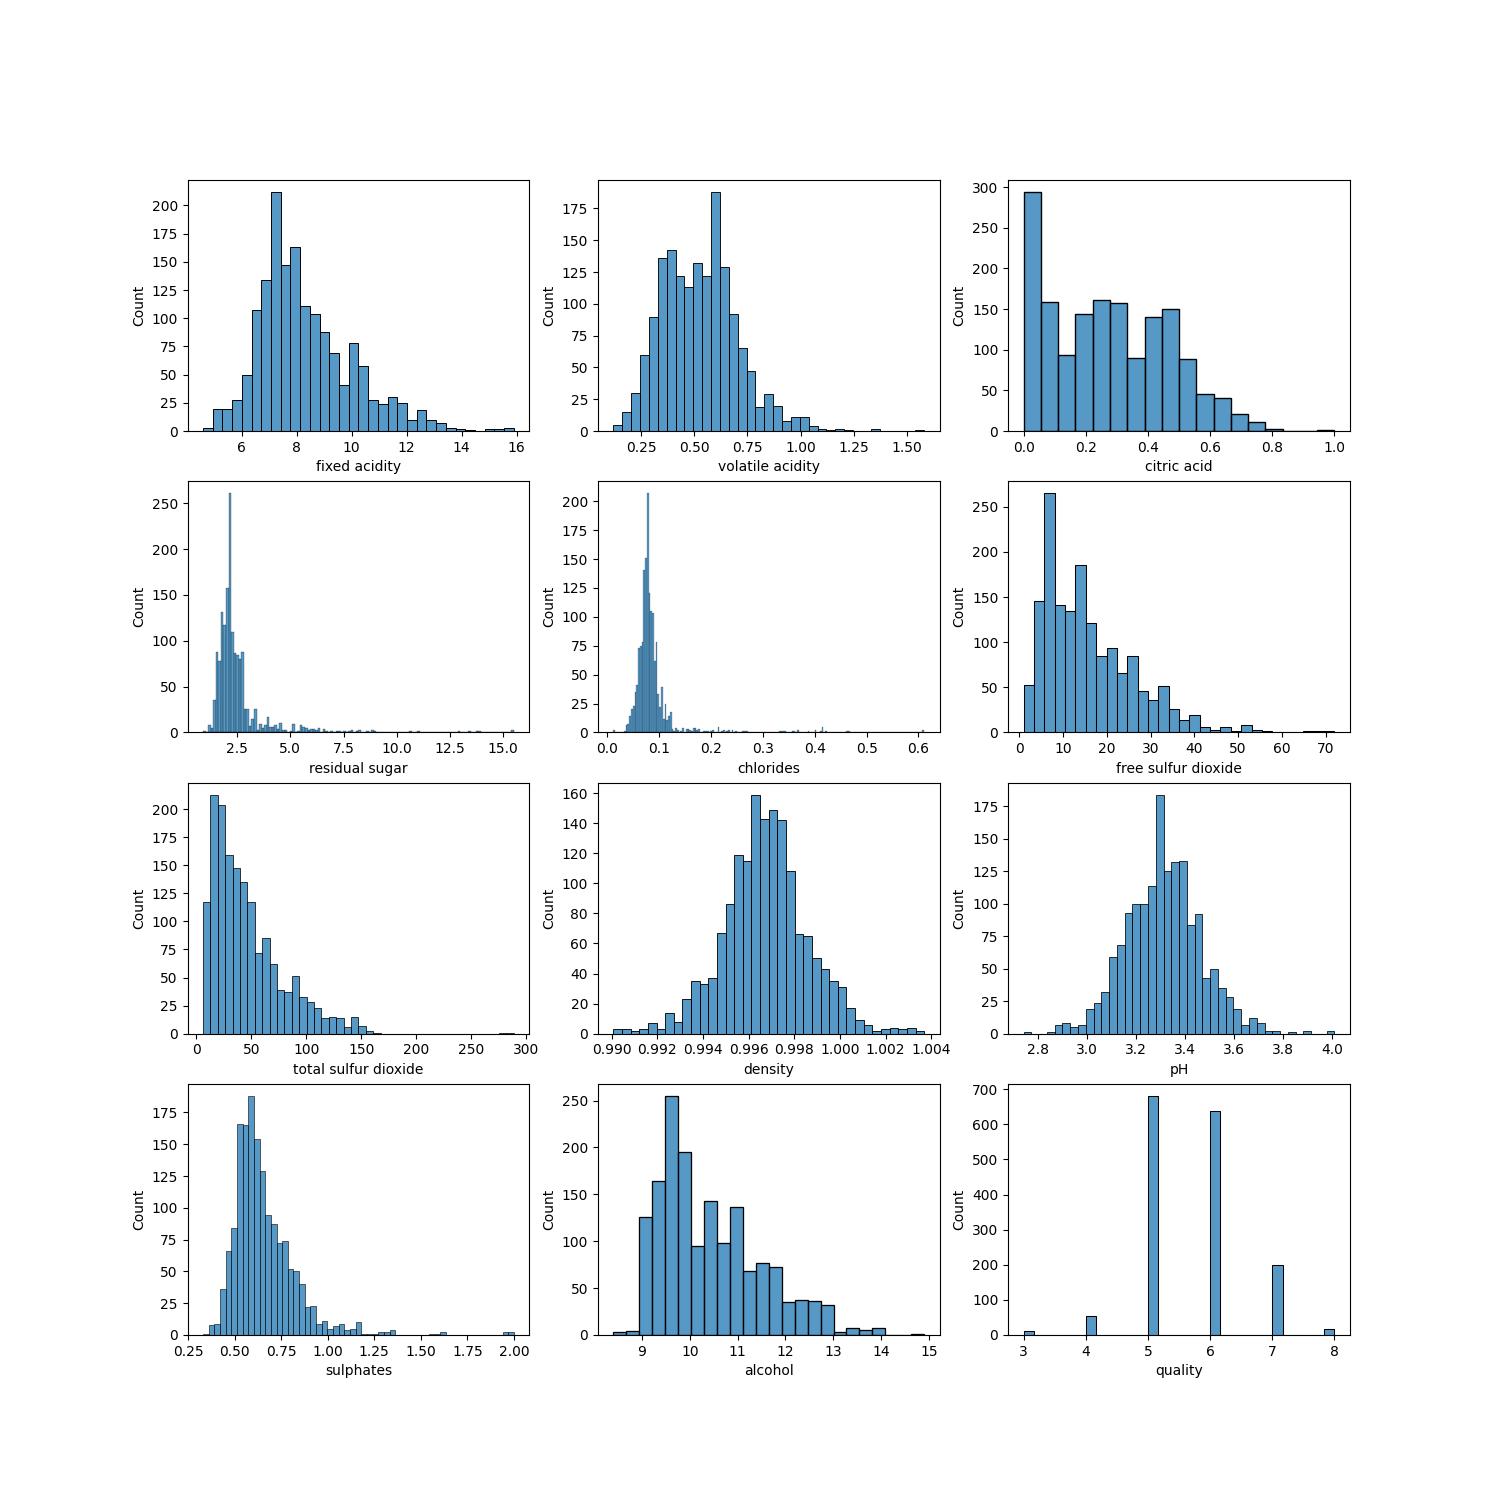 Count
200
175
150
125
100
75
50
25
0
6 8 10 12 14 16
fixed acidity
Count
175
150
125
100
75
50
25
0
0.25 0.50 0.75 1.00 1.25 1.50
volatile acidity
Count
300
250
200
150
100
50
0
0.0 0.2 0.4 0.6 0.8 1.0
citric acid
Count
250
200
150
100
50
0
2.5 5.0 7.5 10.0 12.5 15.0
residual sugar
Count
200
175
150
125
100
75
50
25
0
0.0 0.1 0.2 0.3 0.4 0.5 0.6
chlorides
Count
250
200
150
100
50
0
0 10 20 30 40 50 60 70
free sulfur dioxide
Count
200
175
150
125
100
75
50
25
0
0 50 100 150 200 250 300
total sulfur dioxide
Count
160
140
120
100
80
60
40
20
0
0.990 0.992 0.994 0.996 0.998 1.000 1.002 1.004
density
Count
175
150
125
100
75
50
25
0
2.8 3.0 3.2 3.4 3.6 3.8 4.0
pH
Count
175
150
125
100
75
50
25
0
0.25 0.50 0.75 1.00 1.25 1.50 1.75 2.00
sulphates
Count
250
200
150
100
50
0
9 10 11 12 13 14 15
alcohol
Count
700
600
500
400
300
200
100
0
3 4 5 6 7 8
quality